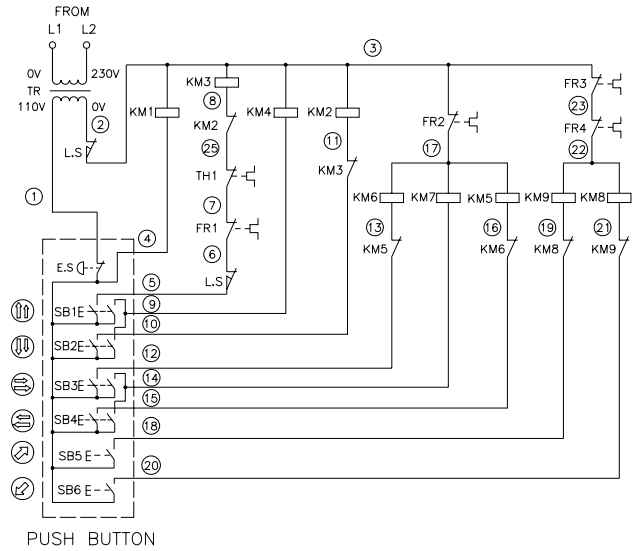 FROM
L1 L2
3
0V 230V
TR
110V 0V
2
L.S
KM1
KM3
8
KM2
25
TH1
7
FR1
6
L.S
KM4
KM2
11
KM3
FR2
17
FR3
23
FR4
22
KM6 KM7 KM5 KM9 KM8
13 16 19 21
KM5 KM6 KM8 KM9
1
4
E.S
5
SB1E
9
10
SB2E
12
SB3E
14
15
SB4E
18
SB5 E
20
SB6 E
PUSH BUTTON